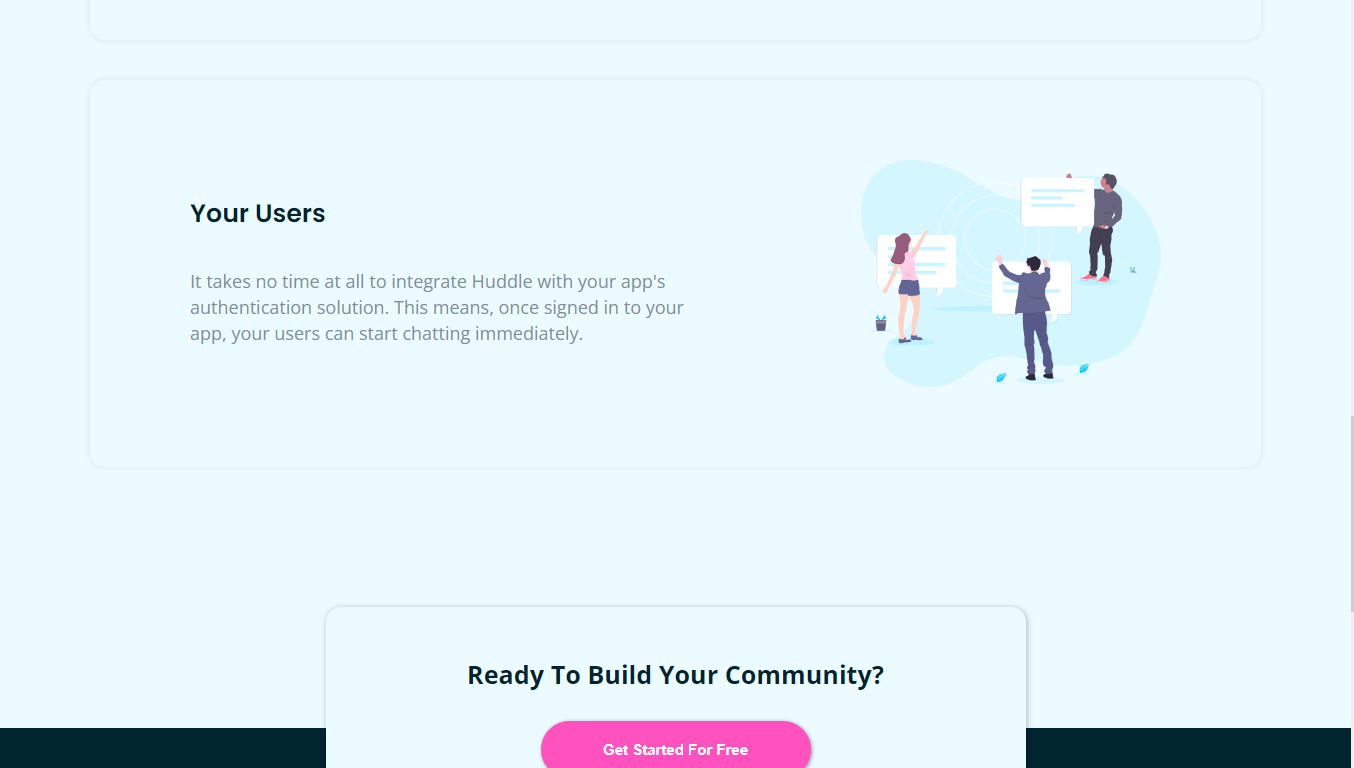 Your Users
It takes no time at all to integrate Huddle with your app's
authentication solution. This means, once signed in to your
app, your users can start chatting immediately.
Ready To Build Your Community?
Get Started For Free